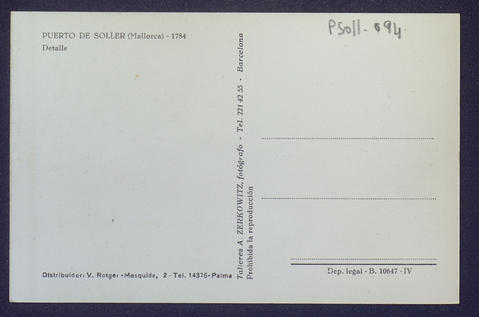 PUERTO DE SOLLER (Mallorca) - 1784
Detalle
PSoll-094
Talleres A. ZERKOWITZ, fotógrafo - Tel. 221 42 55 - Barcelona
Prohibida la reproducción
Distribuidor: V. Rotger - Mesquida, 2 - Tel. 14376 - Palma
Dep. legal - B. 10647 - IV